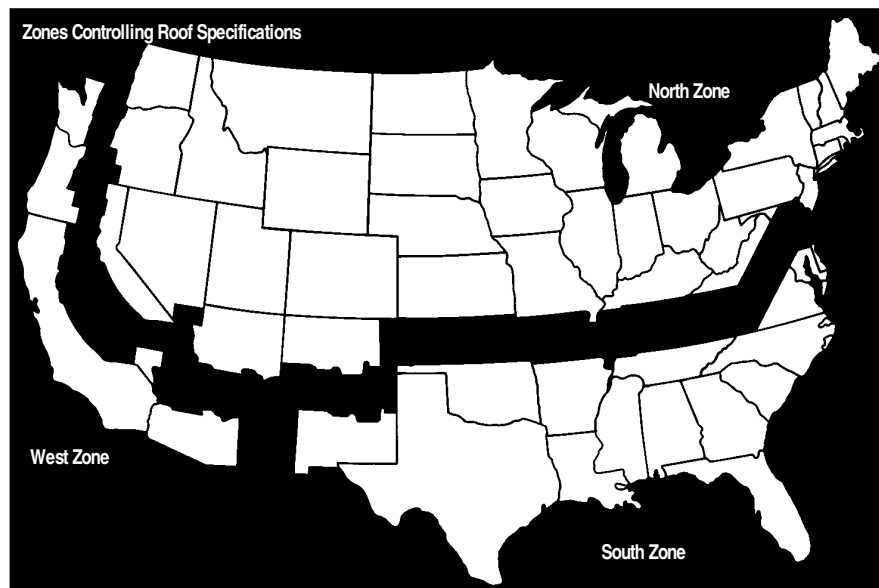 Zones Controlling Roof Specifications
North Zone
West Zone
South Zone